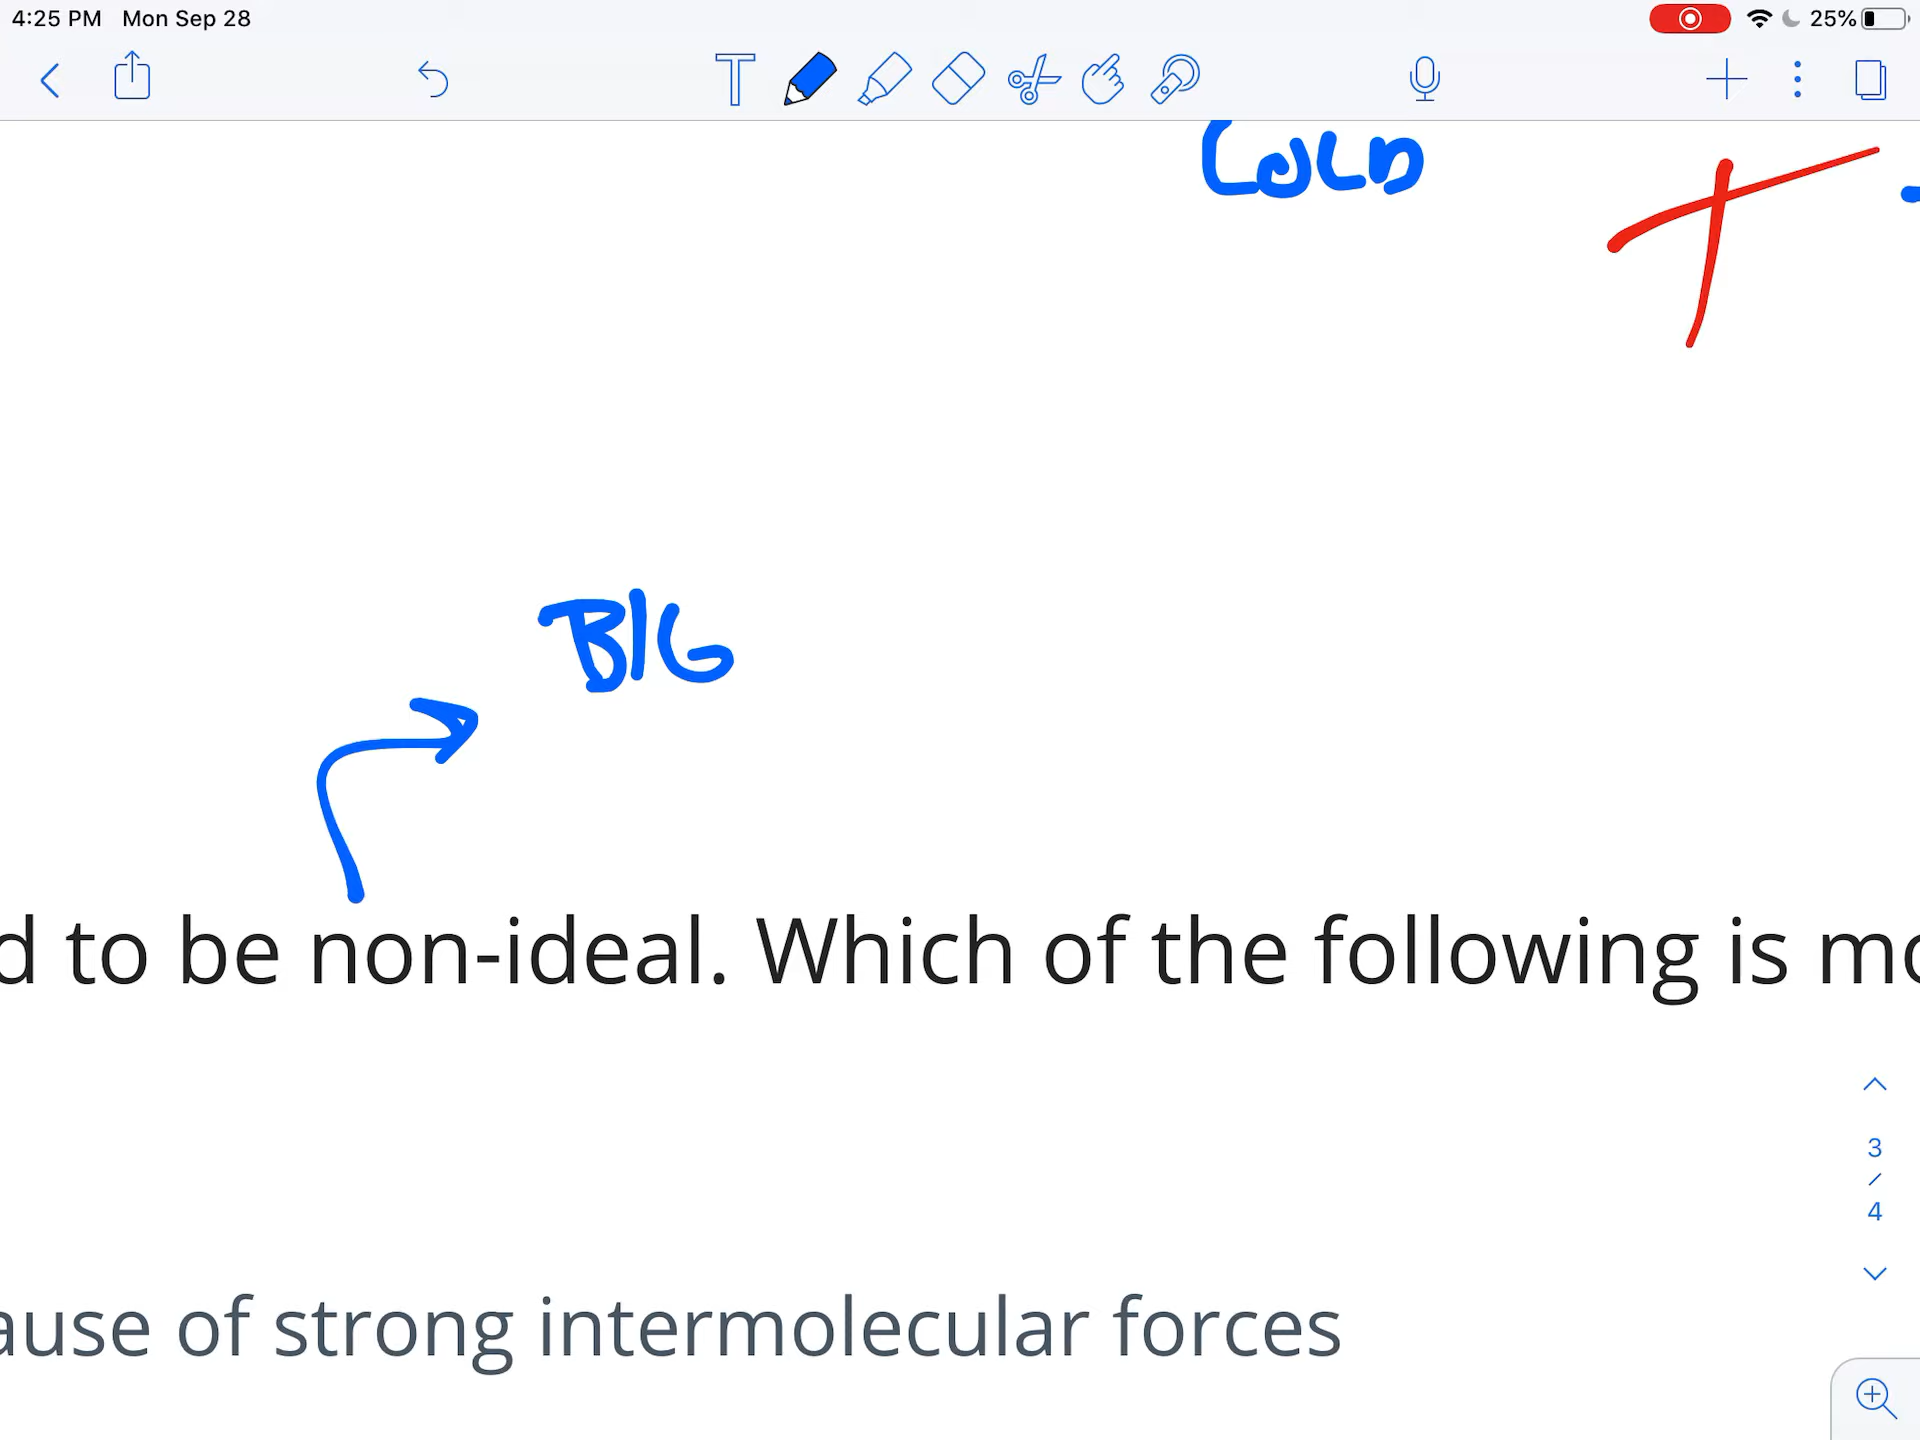 4:25 PM Mon Sep 28 25%
COLD
BIG
d to be non-ideal. Which of the following is mo
3
/
4
ause of strong intermolecular forces